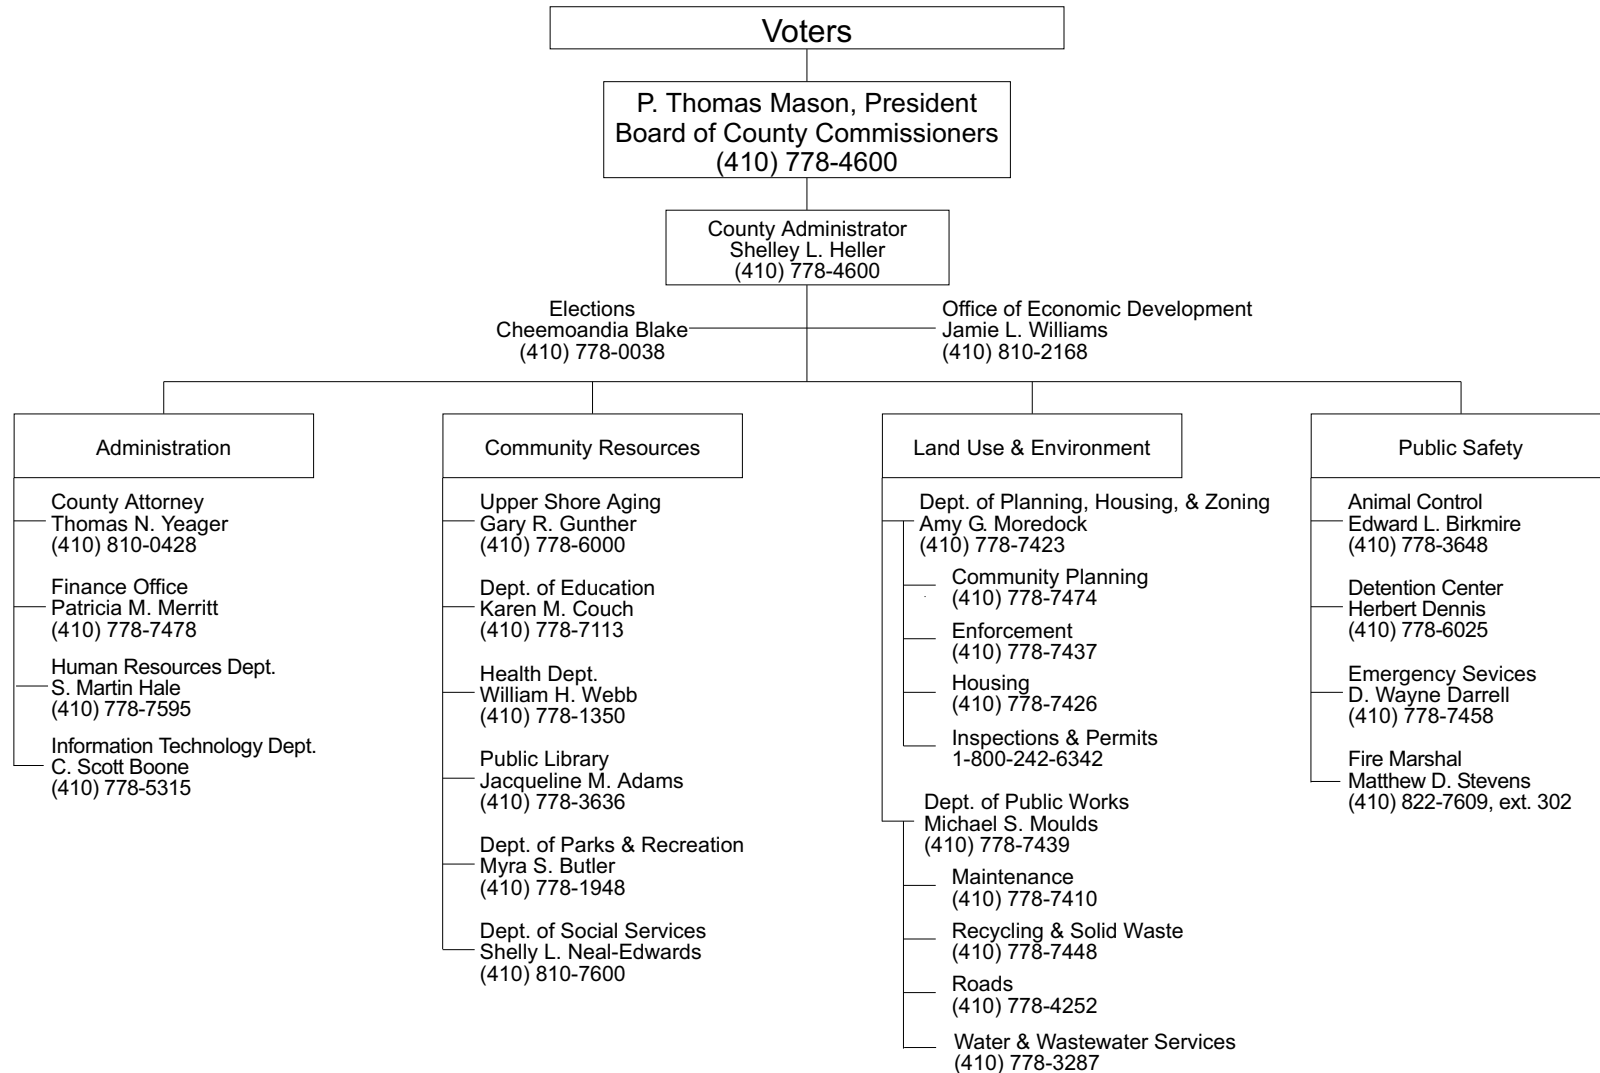 Voters
P. Thomas Mason, President
Board of County Commissioners
(410) 778-4600
County Administrator
Shelley L. Heller
(410) 778-4600
Elections
Cheemoandia Blake
(410) 778-0038
Office of Economic Development
Jamie L. Williams
(410) 810-2168
Administration
County Attorney
Thomas N. Yeager
(410) 810-0428
Finance Office
Patricia M. Merritt
(410) 778-7478
Human Resources Dept.
S. Martin Hale
(410) 778-7595
Information Technology Dept.
C. Scott Boone
(410) 778-5315
Community Resources
Upper Shore Aging
Gary R. Gunther
(410) 778-6000
Dept. of Education
Karen M. Couch
(410) 778-7113
Health Dept.
William H. Webb
(410) 778-1350
Public Library
Jacqueline M. Adams
(410) 778-3636
Dept. of Parks & Recreation
Myra S. Butler
(410) 778-1948
Dept. of Social Services
Shelly L. Neal-Edwards
(410) 810-7600
Land Use & Environment
Dept. of Planning, Housing, & Zoning
Amy G. Moredock
(410) 778-7423
Community Planning
(410) 778-7474
Enforcement
(410) 778-7437
Housing
(410) 778-7426
Inspections & Permits
1-800-242-6342
Dept. of Public Works
Michael S. Moulds
(410) 778-7439
Maintenance
(410) 778-7410
Recycling & Solid Waste
(410) 778-7448
Roads
(410) 778-4252
Water & Wastewater Services
(410) 778-3287
Public Safety
Animal Control
Edward L. Birkmire
(410) 778-3648
Detention Center
Herbert Dennis
(410) 778-6025
Emergency Sevices
D. Wayne Darrell
(410) 778-7458
Fire Marshal
Matthew D. Stevens
(410) 822-7609, ext. 302